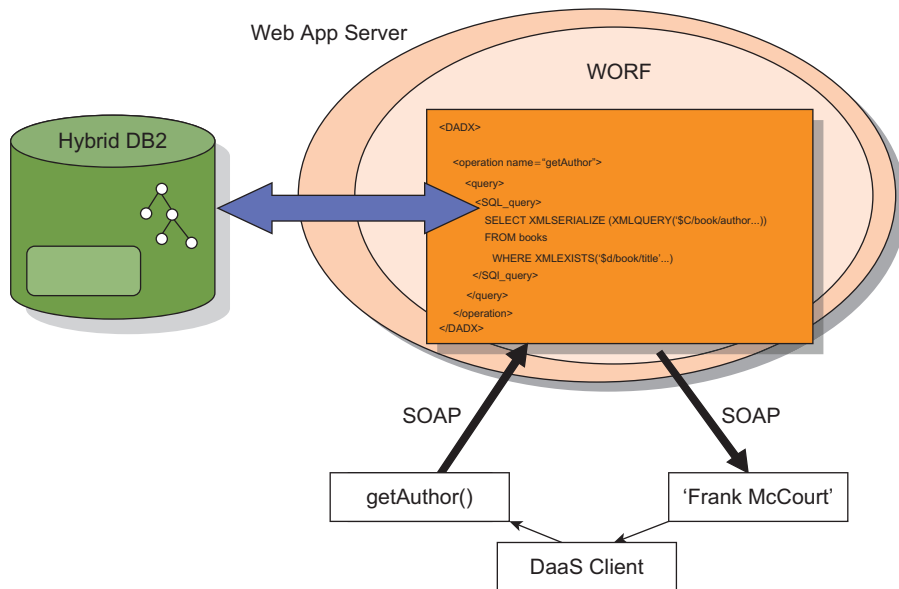 Web App Server
WORF
Hybrid DB2
<DADX>
<operation name=“getAuthor”>
<query>
<SQL_query>
SELECT XMLSERIALIZE (XMLQUERY(‘$C/book/author...))
FROM books
WHERE XMLEXISTS(‘$d/book/title’...)
</SQl_query>
</query>
</operation>
</DADX>
SOAP
SOAP
getAuthor()
‘Frank McCourt’
DaaS Client